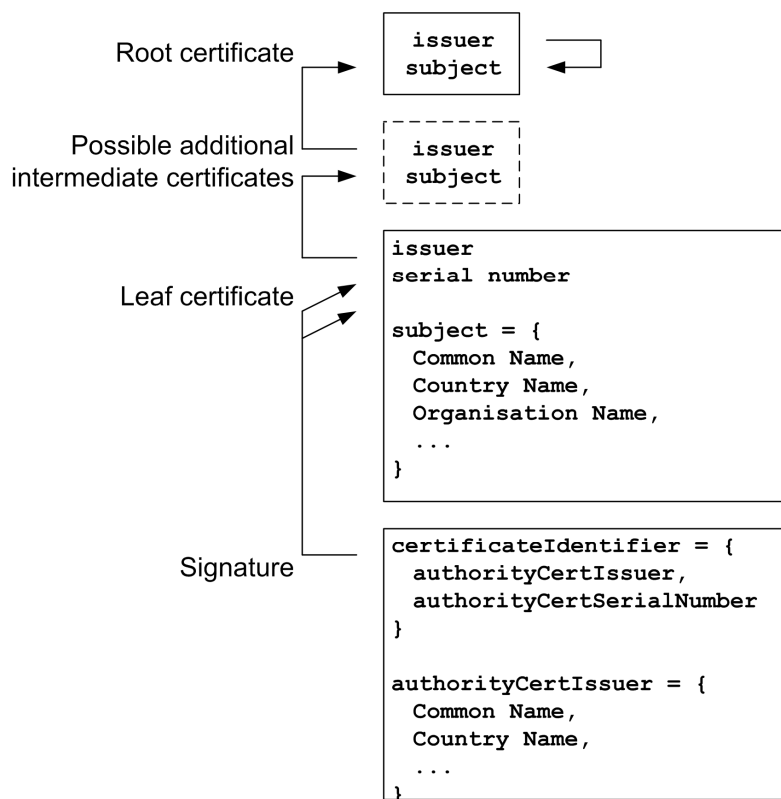 Root certificate
issuer
subject
Possible additional
intermediate certificates
issuer
subject
Leaf certificate
issuer
serial number
subject = {
Common Name,
Country Name,
Organisation Name,
...
}
Signature
certificateIdentifier = {
authorityCertIssuer,
authorityCertSerialNumber
}
authorityCertIssuer = {
Common Name,
Country Name,
...
}